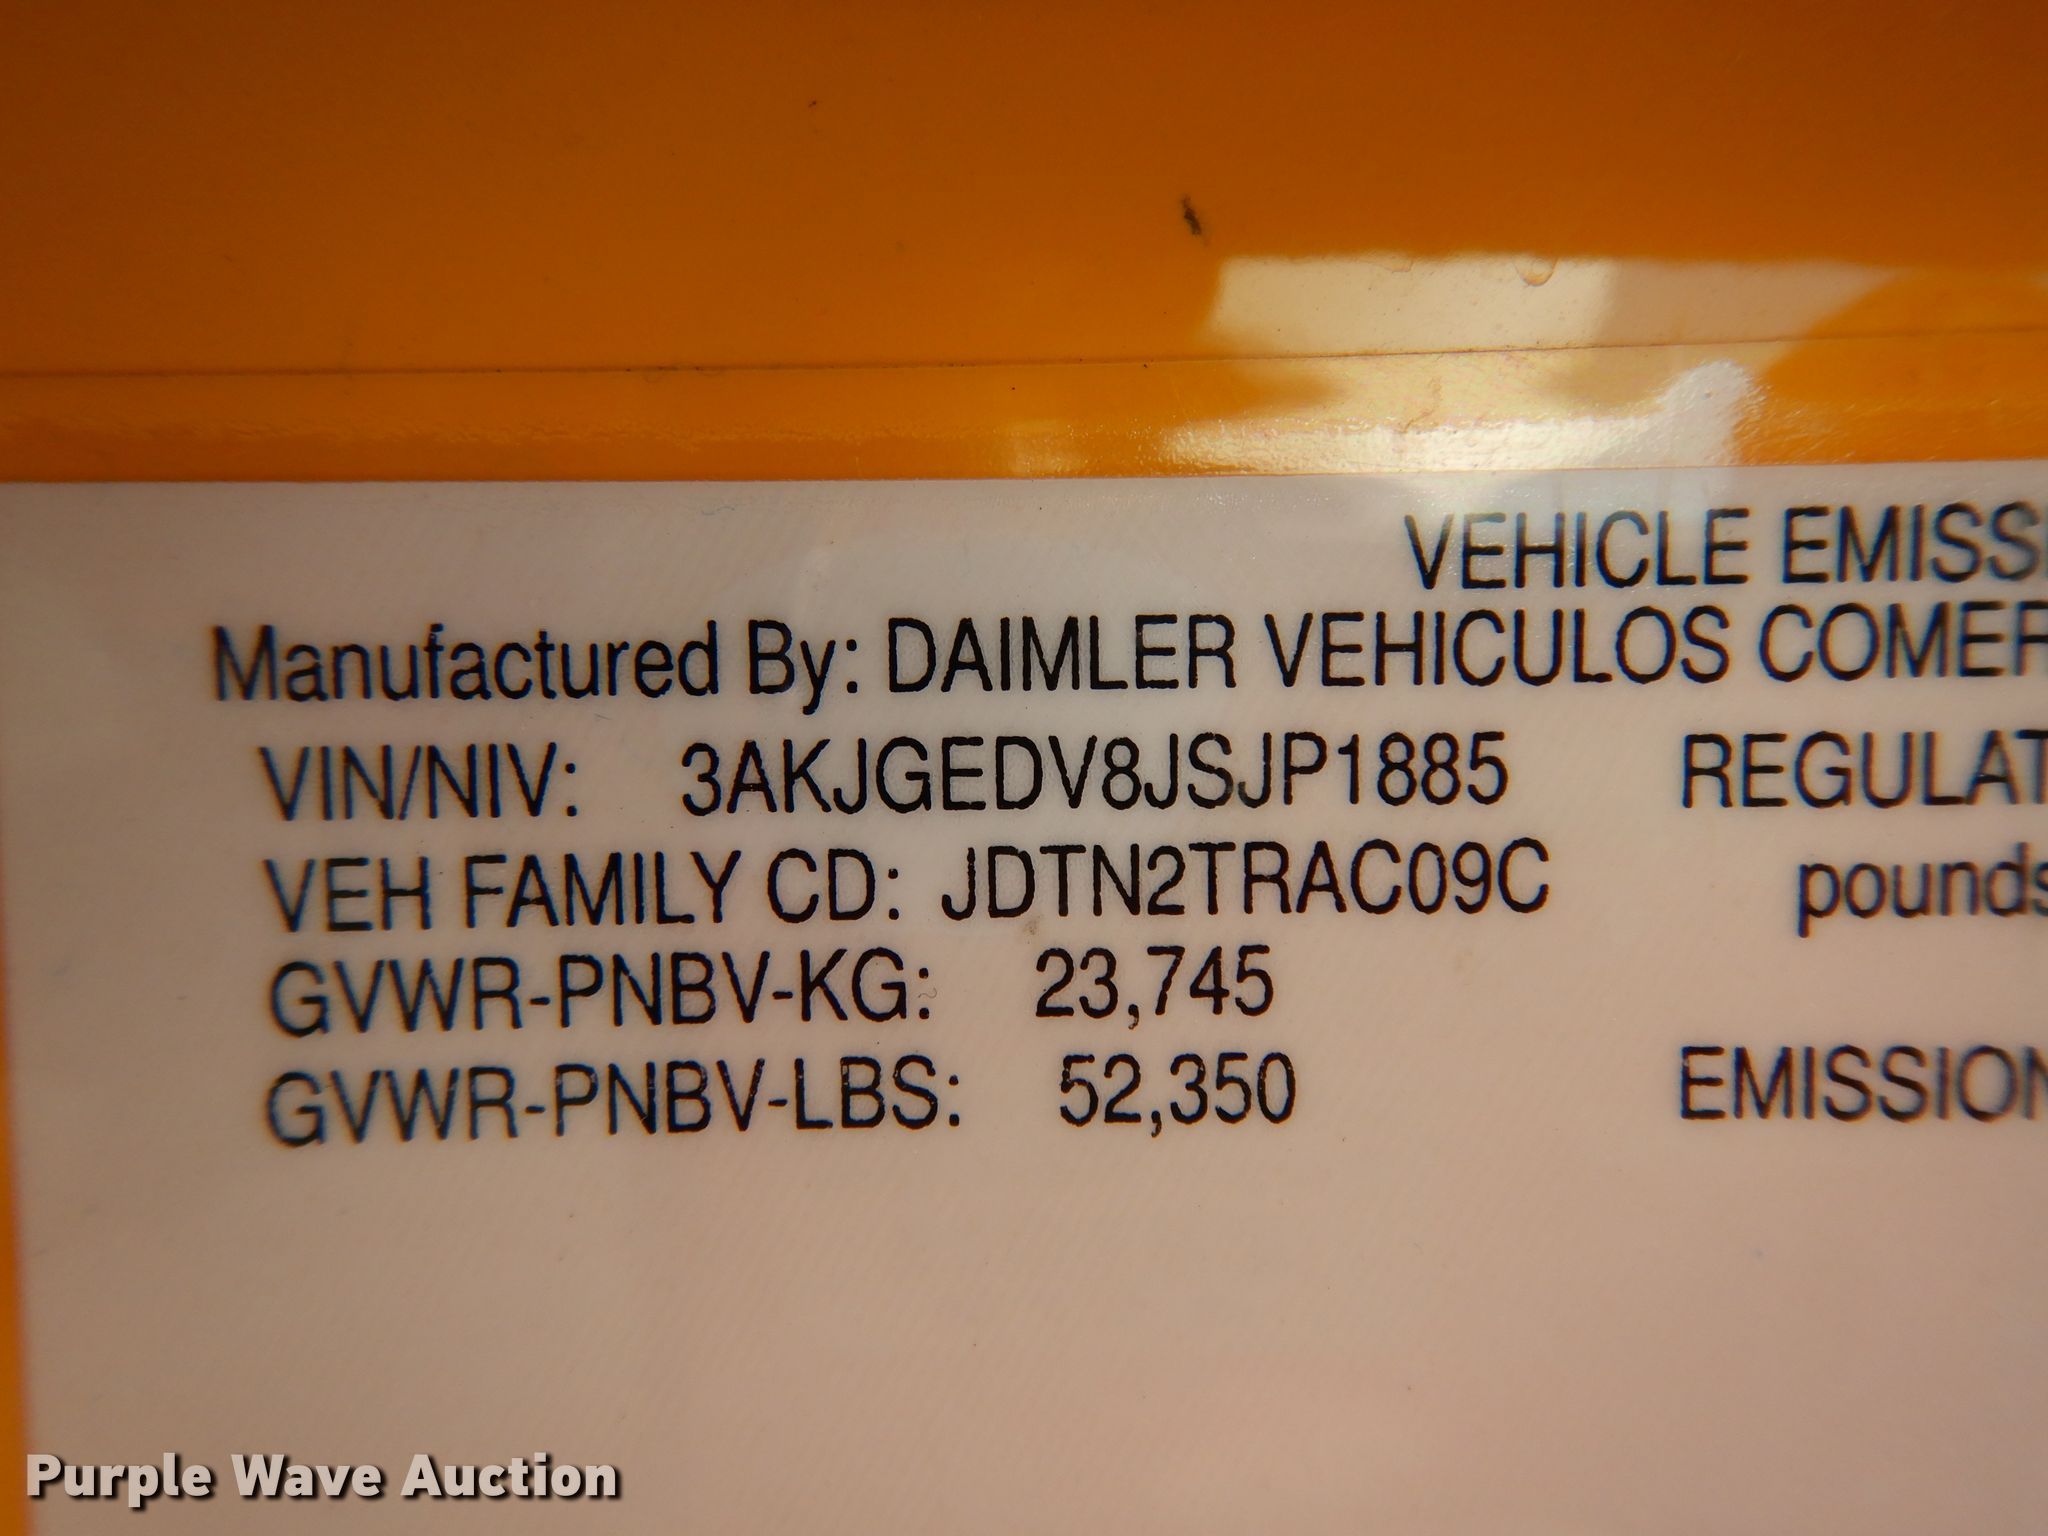 VEHICLE EMISSI
Manufactured By: DAIMLER VEHICULOS COMER
VIN/NIV: 3AKJGEDV8JSJP1885 REGULAT
VEH FAMILY CD: JDTN2TRAC09C pounds
GVWR-PNBV-KG: 23,745
GVWR-PNBV-LBS: 52,350 EMISSION
Purple Wave Auction